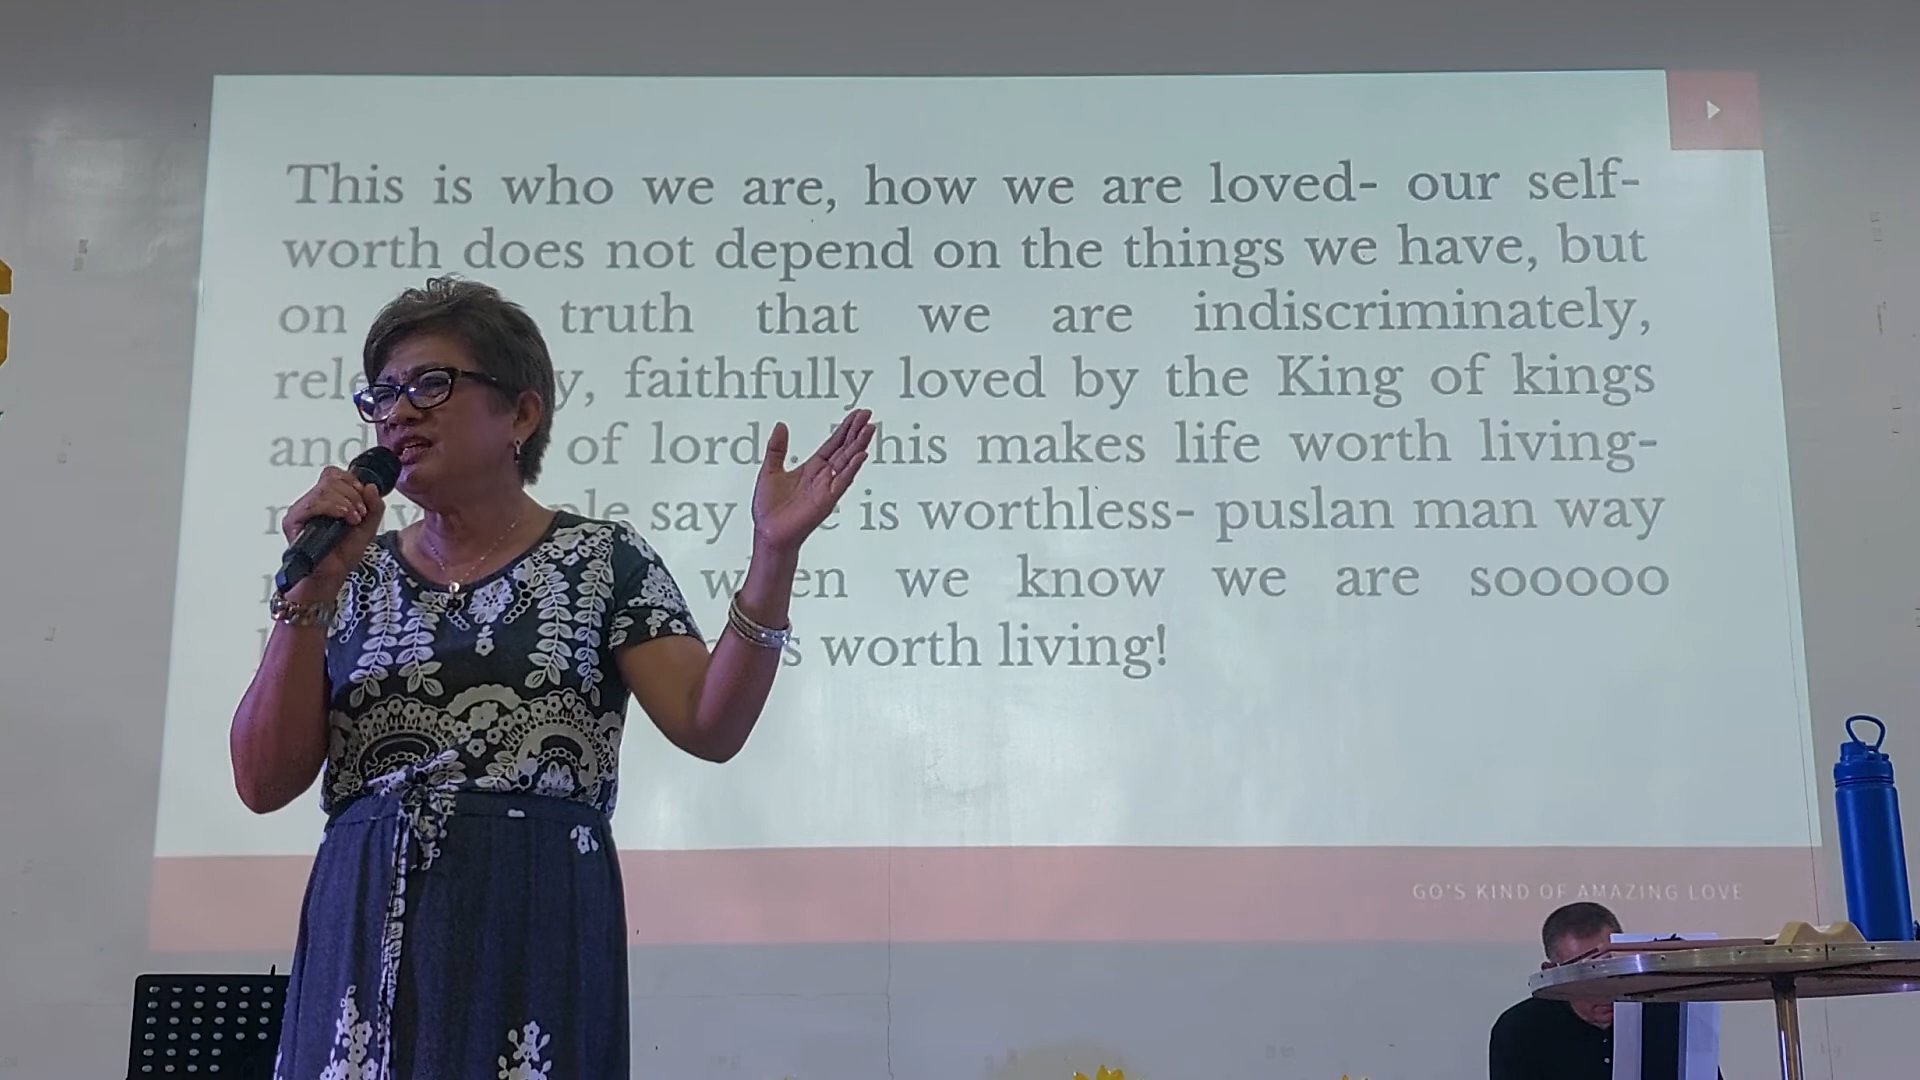 This is who we are, how we are loved- our self-
worth does not depend on the things we have, but
on truth that we are indiscriminately,
faithfully loved by the King of kings
of lord. This makes life worth living-
say is worthless- puslan man way
when we know we are sooooo
worth living!
GO'S KIND OF AMAZING LOVE